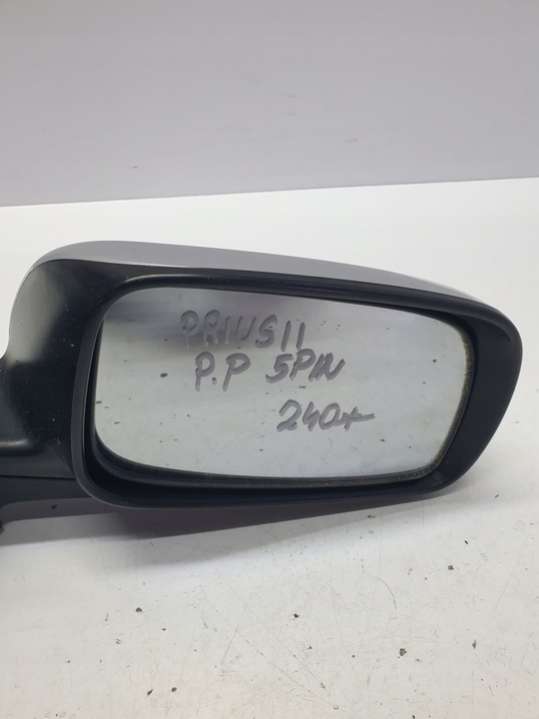 PRIUS II
P.P 5PIN
240,-